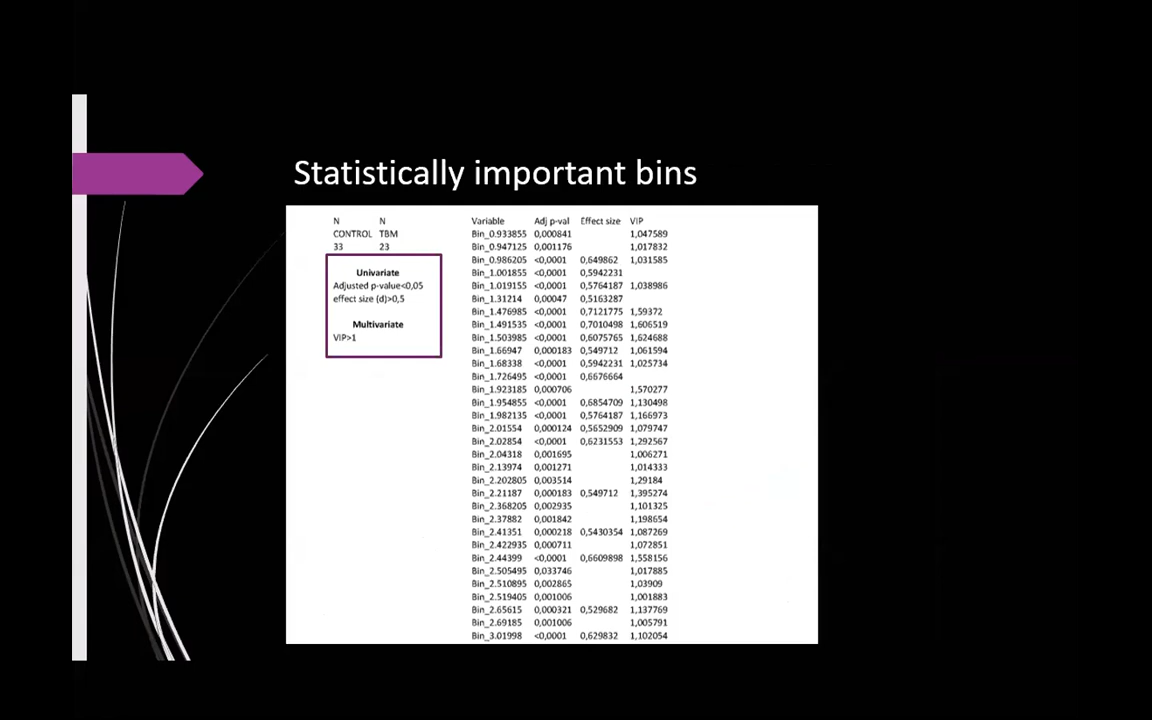 Statistically important bins
N N
CONTROL TBM
33 23
Univariate
Adjusted p-value<0,05
effect size (d)>0,5
Multivariate
VIP>1
Variable Adj p-val Effect size VIP
Bin_0.933855 0,000841 1,047589
Bin_0.947125 0,001176 1,017832
Bin_0.986205 <0,0001 0,649862 1,031585
Bin_1.001855 <0,0001 0,5942231
Bin_1.019155 <0,0001 0,5764187 1,038986
Bin_1.31214 0,00047 0,5163287
Bin_1.476985 <0,0001 0,7121775 1,59372
Bin_1.491535 <0,0001 0,7010498 1,606519
Bin_1.503985 <0,0001 0,6075765 1,624688
Bin_1.66947 0,000183 0,549712 1,061594
Bin_1.68338 <0,0001 0,5942231 1,025734
Bin_1.726495 <0,0001 0,6676664
Bin_1.923185 0,000706 1,570277
Bin_1.954855 <0,0001 0,6854709 1,130498
Bin_1.982135 <0,0001 0,5764187 1,166973
Bin_2.01554 0,000124 0,5652909 1,079747
Bin_2.02854 <0,0001 0,6231553 1,292567
Bin_2.04318 0,001695 1,006271
Bin_2.13974 0,001271 1,014333
Bin_2.202805 0,003514 1,29184
Bin_2.21187 0,000183 0,549712 1,395274
Bin_2.368205 0,002935 1,101325
Bin_2.37882 0,001842 1,198654
Bin_2.41351 0,000218 0,5430354 1,087269
Bin_2.422935 0,000711 1,072851
Bin_2.44399 <0,0001 0,6609898 1,558156
Bin_2.505495 0,033746 1,017885
Bin_2.510895 0,002865 1,03909
Bin_2.519405 0,001006 1,001883
Bin_2.65615 0,000321 0,529682 1,137769
Bin_2.69185 0,001006 1,005791
Bin_3.01998 <0,0001 0,629832 1,102054